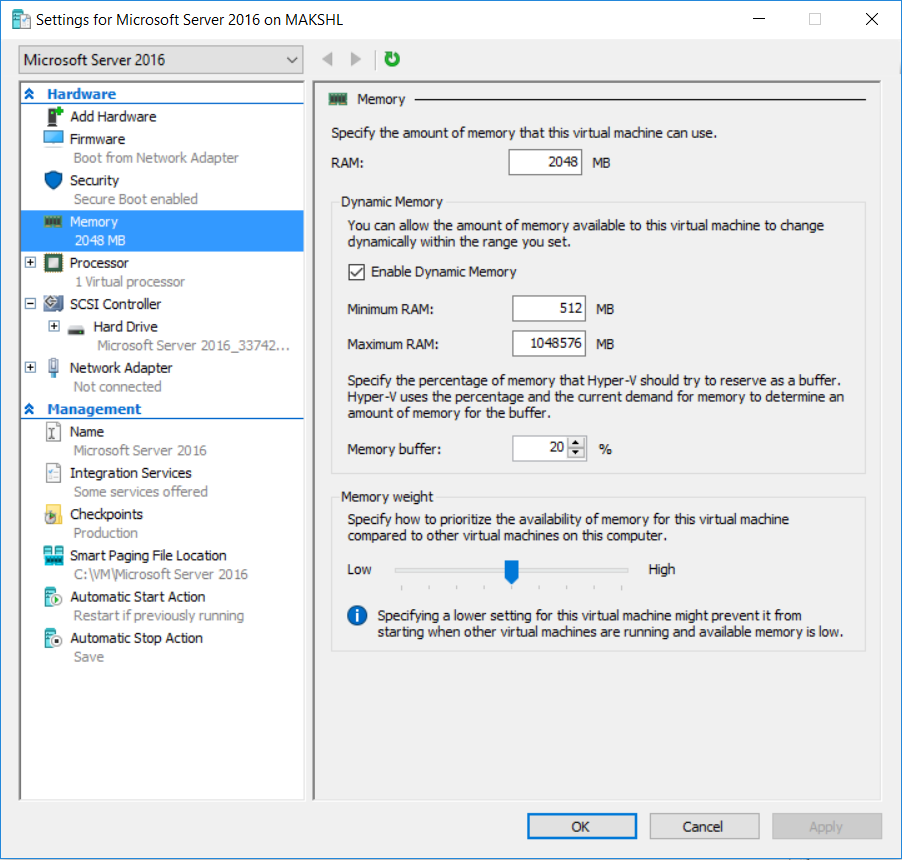 Settings for Microsoft Server 2016 on MAKSHL
Microsoft Server 2016
Hardware
Add Hardware
Firmware
Boot from Network Adapter
Security
Secure Boot enabled
Memory
2048 MB
Processor
1 Virtual processor
SCSI Controller
Hard Drive
Microsoft Server 2016_33742...
Network Adapter
Not connected
Management
Name
Microsoft Server 2016
Integration Services
Some services offered
Checkpoints
Production
Smart Paging File Location
C:\VM\Microsoft Server 2016
Automatic Start Action
Restart if previously running
Automatic Stop Action
Save
Memory
Specify the amount of memory that this virtual machine can use.
RAM: 2048 MB
Dynamic Memory
You can allow the amount of memory available to this virtual machine to change
dynamically within the range you set.
Enable Dynamic Memory
Minimum RAM: 512 MB
Maximum RAM: 1048576 MB
Specify the percentage of memory that Hyper-V should try to reserve as a buffer.
Hyper-V uses the percentage and the current demand for memory to determine an
amount of memory for the buffer.
Memory buffer: 20 %
Memory weight
Specify how to prioritize the availability of memory for this virtual machine
compared to other virtual machines on this computer.
Low High
Specifying a lower setting for this virtual machine might prevent it from
starting when other virtual machines are running and available memory is low.
OK Cancel Apply